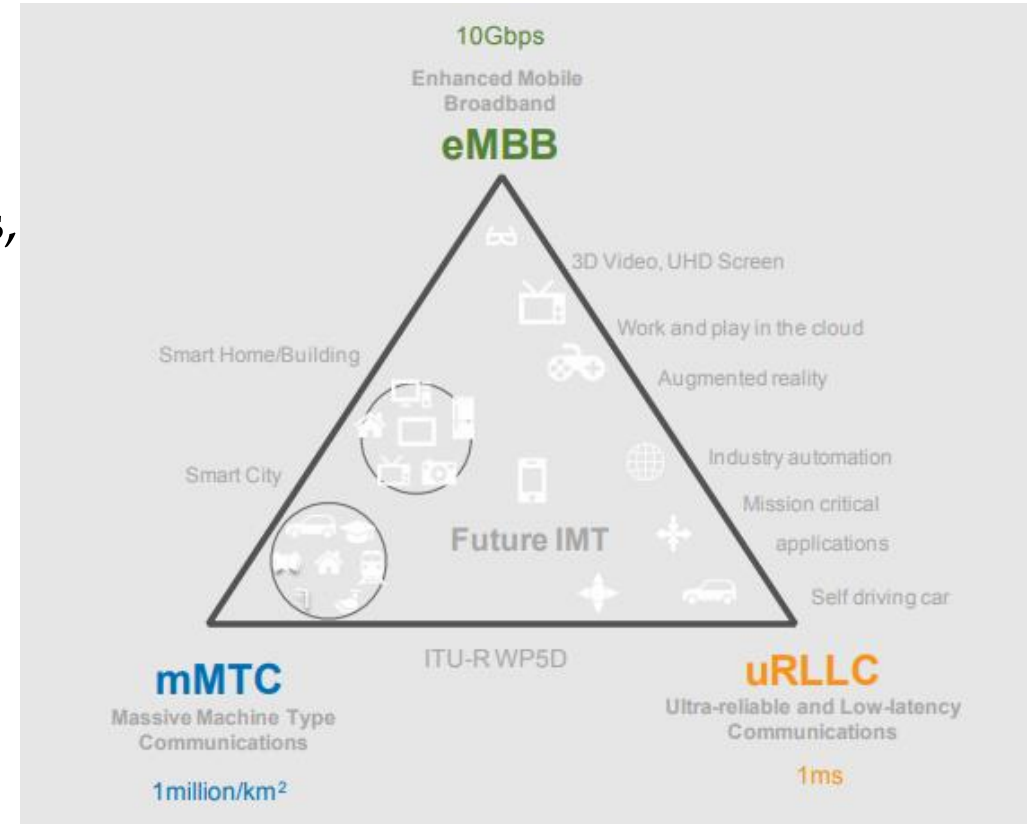 10Gbps
Enhanced Mobile
Broadband
eMBB
s,
3D Video, UHD Screen
Work and play in the cloud
Smart Home/Building
Augmented reality
Industry automation
Smart City
Mission critical
Future IMT
applications
Self driving car
ITU-R WP5D
mMTC
Massive Machine Type
Communications
1million/km²
uRLLC
Ultra-reliable and Low-latency
Communications
1ms